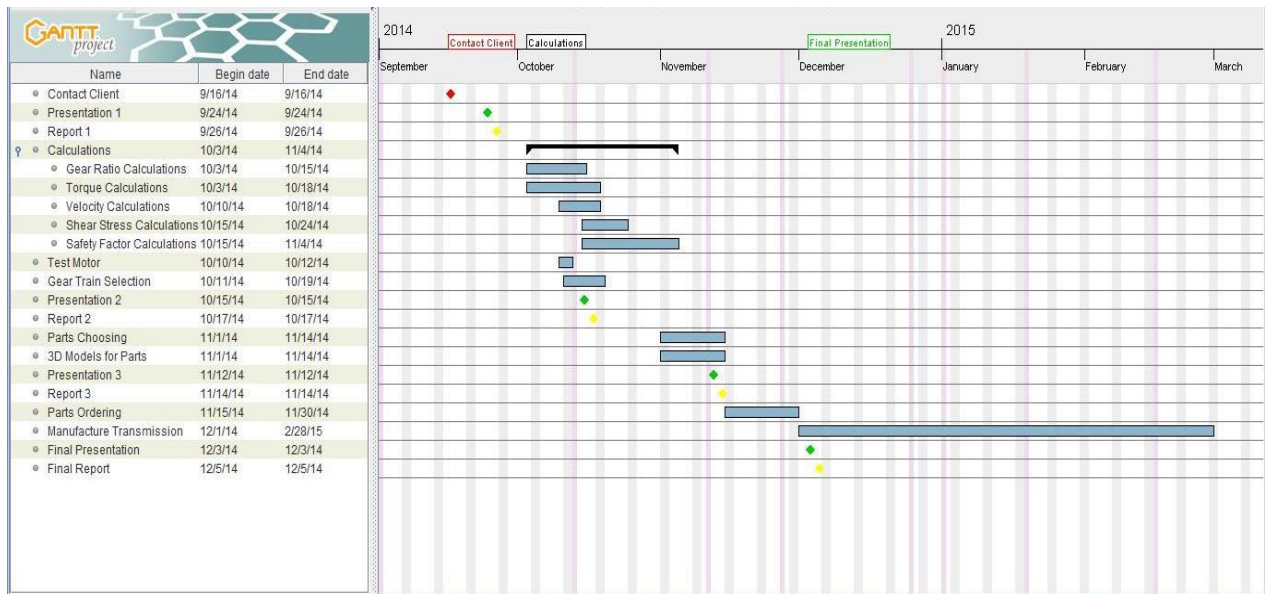 GANTT
project
2014
2015
Contact Client
Calculations
Final Presentation
September
October
November
December
January
February
March
Name Begin date End date
Contact Client 9/16/14 9/16/14
Presentation 1 9/24/14 9/24/14
Report 1 9/26/14 9/26/14
Calculations 10/3/14 11/4/14
Gear Ratio Calculations 10/3/14 10/15/14
Torque Calculations 10/3/14 10/18/14
Velocity Calculations 10/10/14 10/18/14
Shear Stress Calculations 10/15/14 10/24/14
Safety Factor Calculations 10/15/14 11/4/14
Test Motor 10/10/14 10/12/14
Gear Train Selection 10/11/14 10/19/14
Presentation 2 10/15/14 10/15/14
Report 2 10/17/14 10/17/14
Parts Choosing 11/1/14 11/14/14
3D Models for Parts 11/1/14 11/14/14
Presentation 3 11/12/14 11/12/14
Report 3 11/14/14 11/14/14
Parts Ordering 11/15/14 11/30/14
Manufacture Transmission 12/1/14 2/28/15
Final Presentation 12/3/14 12/3/14
Final Report 12/5/14 12/5/14